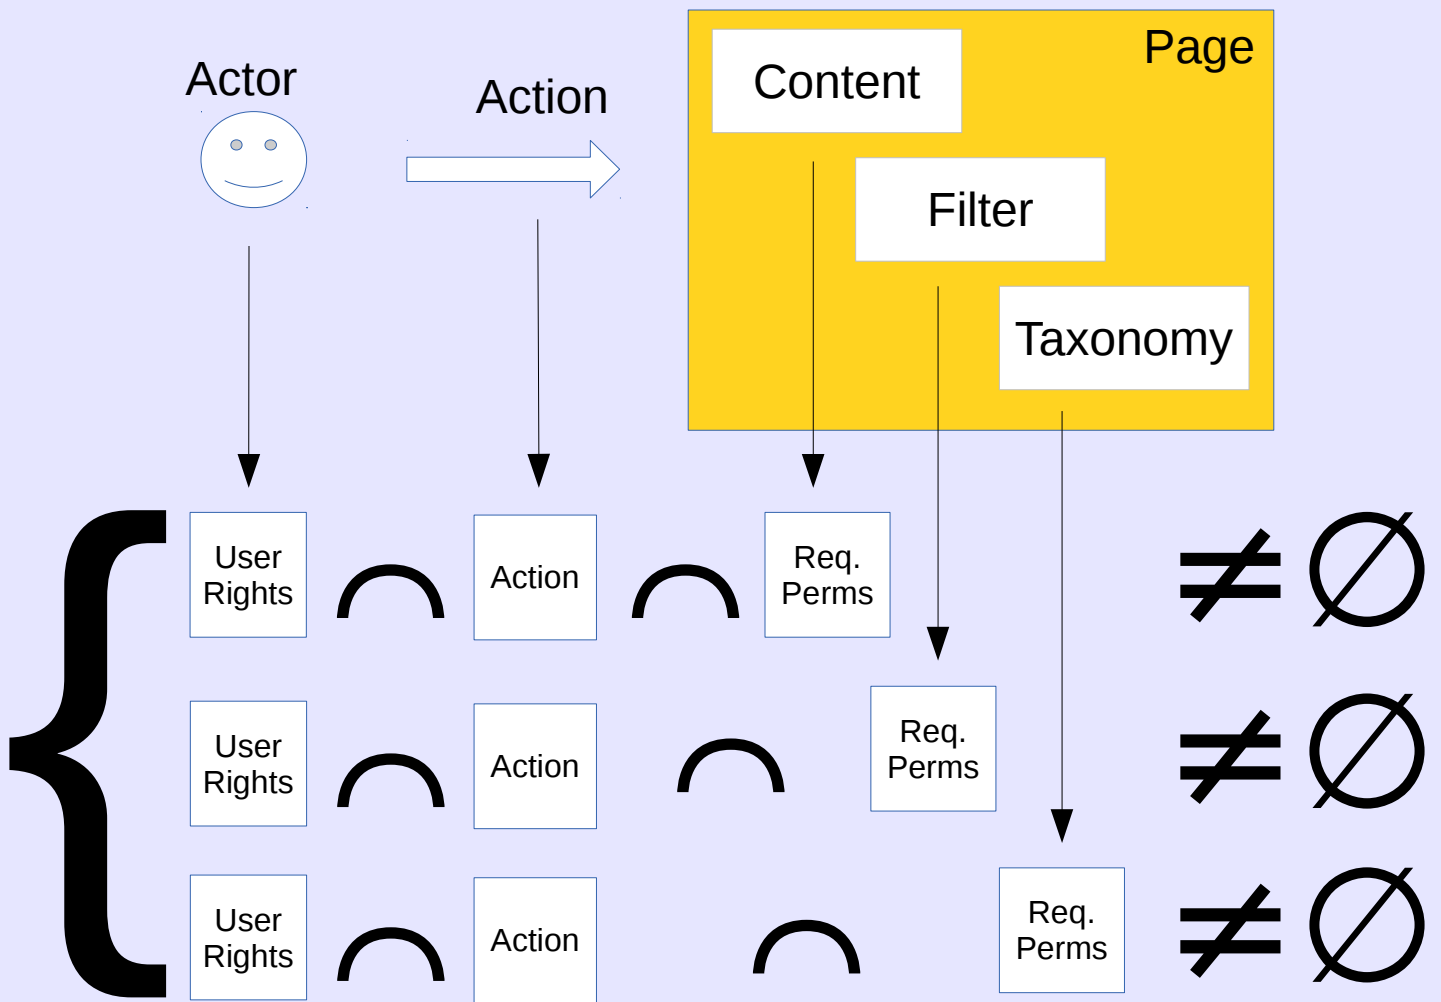 Actor
Action
Page
Content
Filter
Taxonomy
{
User
Rights
∩
Action
∩
Req.
Perms
≠ ∅
User
Rights
∩
Action
∩
Req.
Perms
≠ ∅
User
Rights
∩
Action
∩
Req.
Perms
≠ ∅